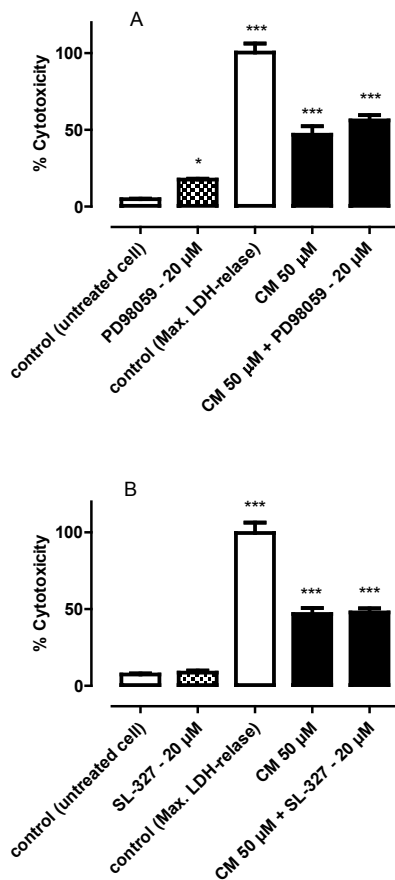 A
% Cytotoxicity
100
50
0
*
***
***
***
control (untreated cell)
PD98059 - 20 µM
control (Max. LDH-relase)
CM 50 µM
CM 50 µM + PD98059 - 20 µM
B
% Cytotoxicity
100
50
0
***
***
***
control (untreated cell)
SL-327 - 20 µM
control (Max. LDH-relase)
CM 50 µM
CM 50 µM + SL-327 - 20 µM